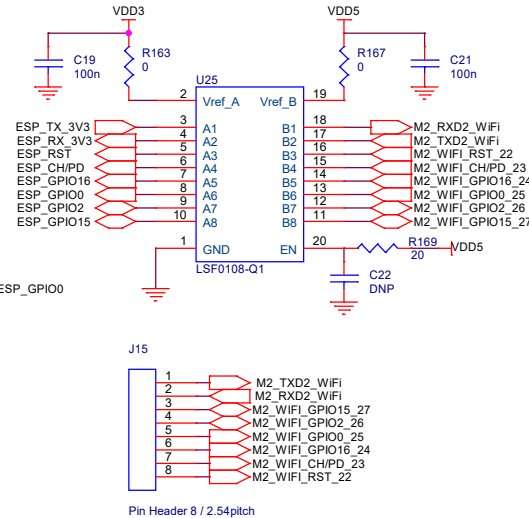 VDD3
VDD5
C19
100n
R163
0
R167
0
C21
100n
U25
2
Vref_A
Vref_B
19
ESP_TX_3V3
3
A1
B1
18
M2_RXD2_WiFi
ESP_RX_3V3
4
A2
B2
17
M2_TXD2_WiFi
ESP_RST
5
A3
B3
16
M2_WIFI_RST_22
ESP_CH/PD
6
A4
B4
15
M2_WIFI_CH/PD_23
ESP_GPIO16
7
A5
B5
14
M2_WIFI_GPIO16_24
ESP_GPIO0
8
A6
B6
13
M2_WIFI_GPIO0_25
ESP_GPIO2
9
A7
B7
12
M2_WIFI_GPIO2_26
ESP_GPIO15
10
A8
B8
11
M2_WIFI_GPIO15_27
1
GND
EN
20
R169
20
VDD5
LSF0108-Q1
C22
DNP
ESP_GPIO0
J15
1
M2_TXD2_WiFi
2
M2_RXD2_WiFi
3
M2_WIFI_GPIO15_27
4
M2_WIFI_GPIO2_26
5
M2_WIFI_GPIO0_25
6
M2_WIFI_GPIO16_24
7
M2_WIFI_CH/PD_23
8
M2_WIFI_RST_22
Pin Header 8 / 2.54pitch